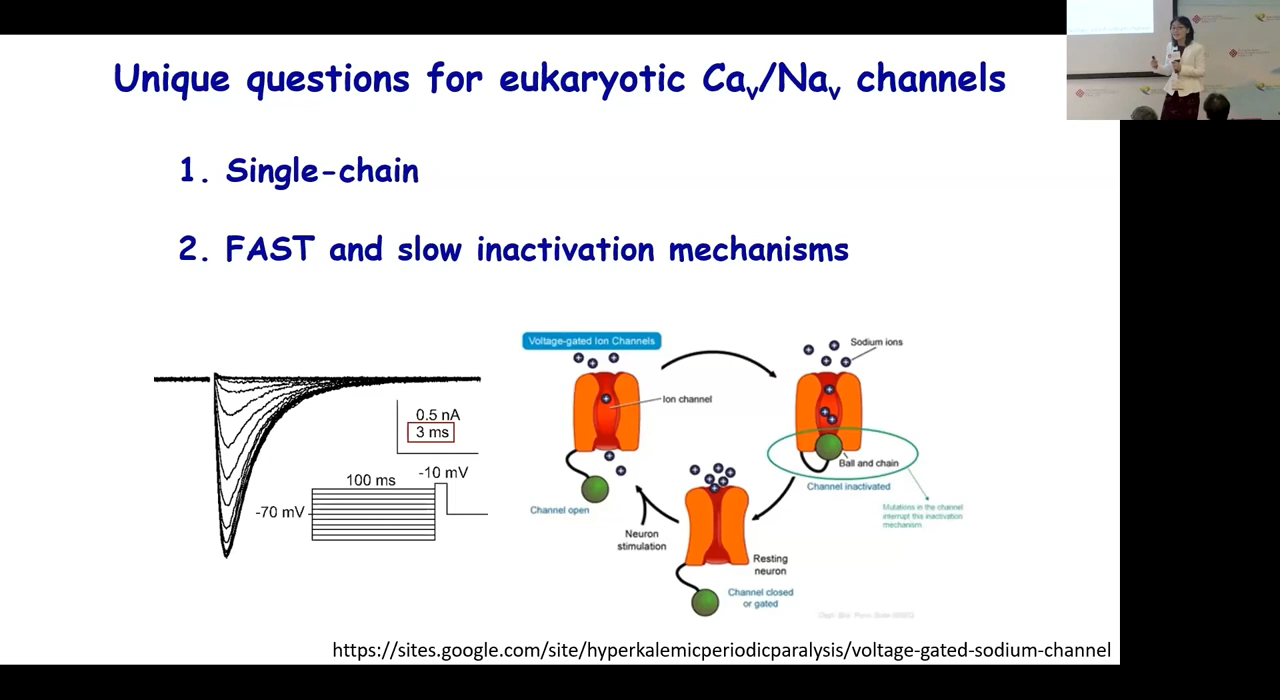 Unique questions for eukaryotic Cav/Nav channels
1. Single-chain
2. FAST and slow inactivation mechanisms
0.5 nA
3 ms
100 ms
-10 mV
-70 mV
Voltage-gated Ion Channels
Ion channel
Channel open
Sodium ions
Ball and chain
Channel inactivated
Mutations in the channel
interrupt this inactivation
mechanism
Neuron
stimulation
Resting
neuron
Channel closed
or gated
https://sites.google.com/site/hyperkalemicperiodicparalysis/voltage-gated-sodium-channel